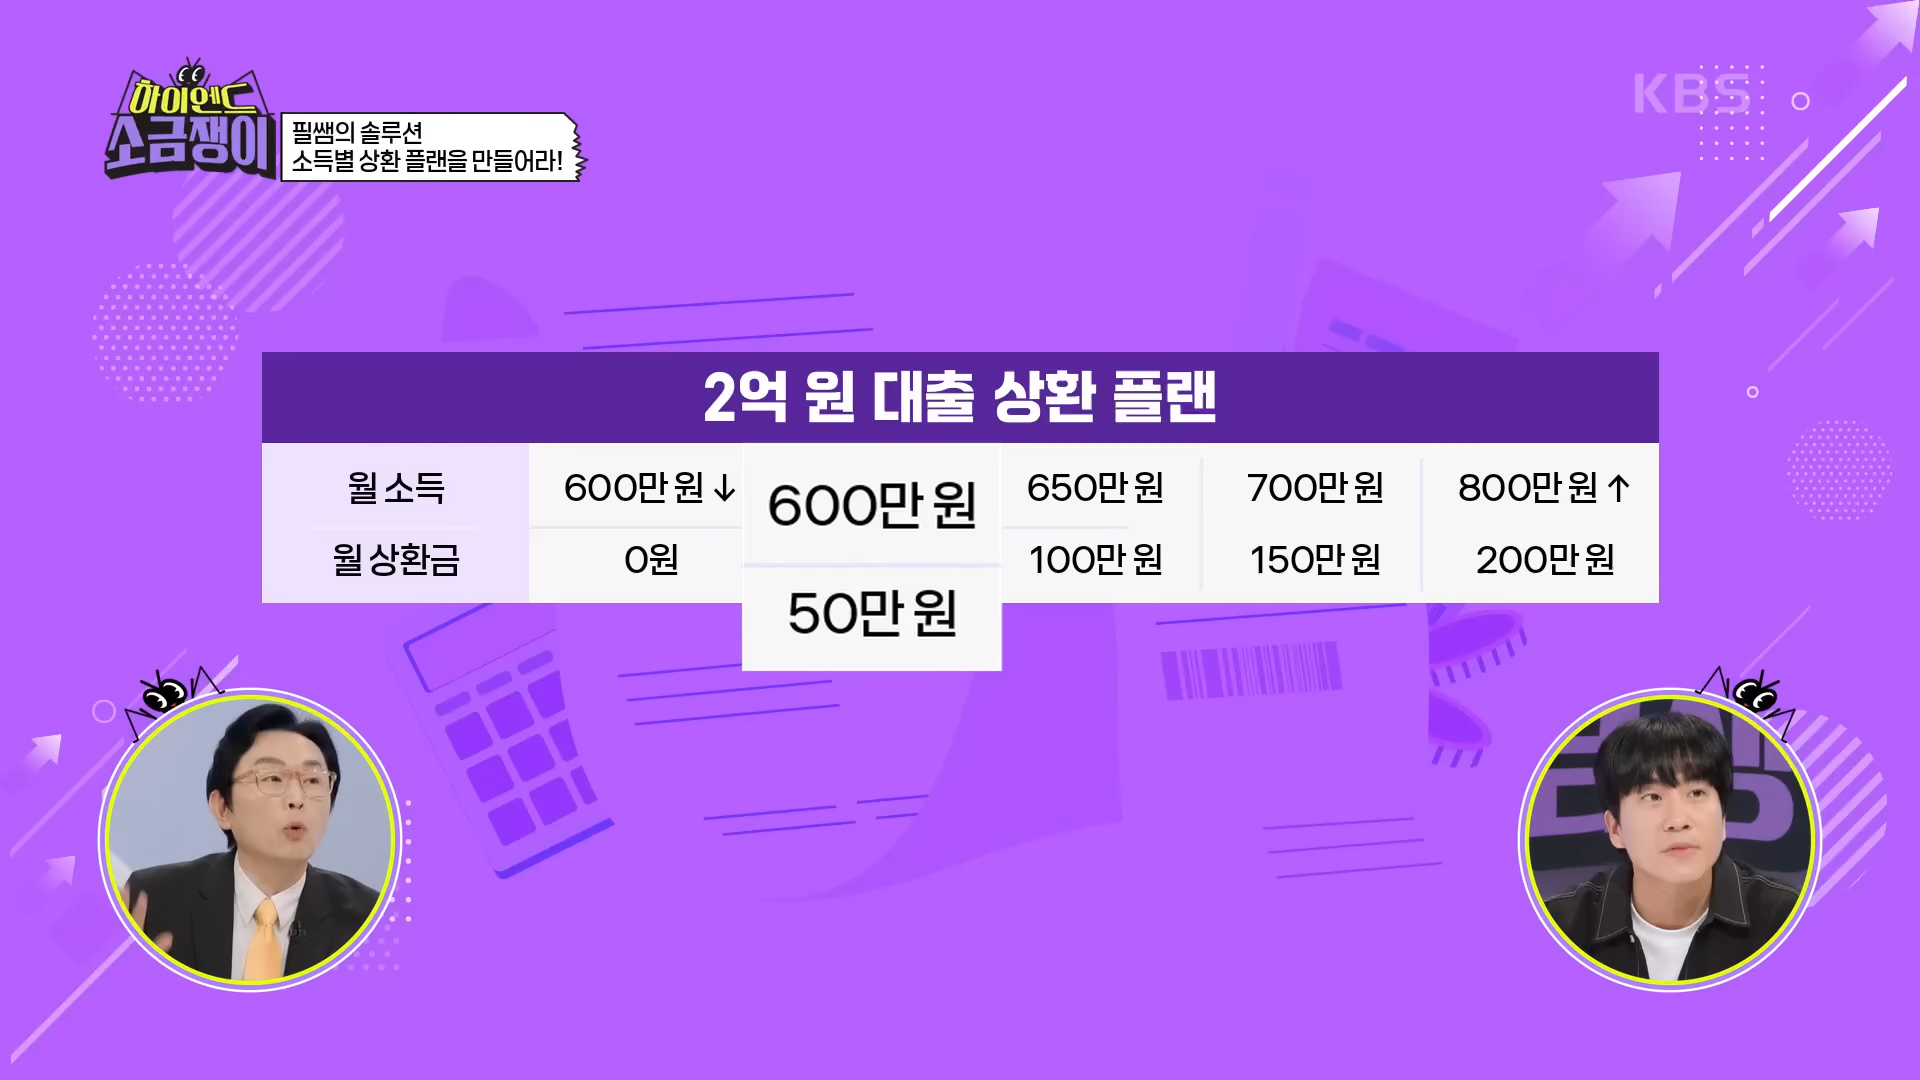 하이엔드
소금쟁이
필쌤의 솔루션
소득별 상환 플랜을 만들어라!
KBS
2억 원 대출 상환 플랜
월 소득 600만 원↓ 600만 원 650만 원 700만 원 800만 원↑
월 상환금 0원 50만 원 100만 원 150만 원 200만 원